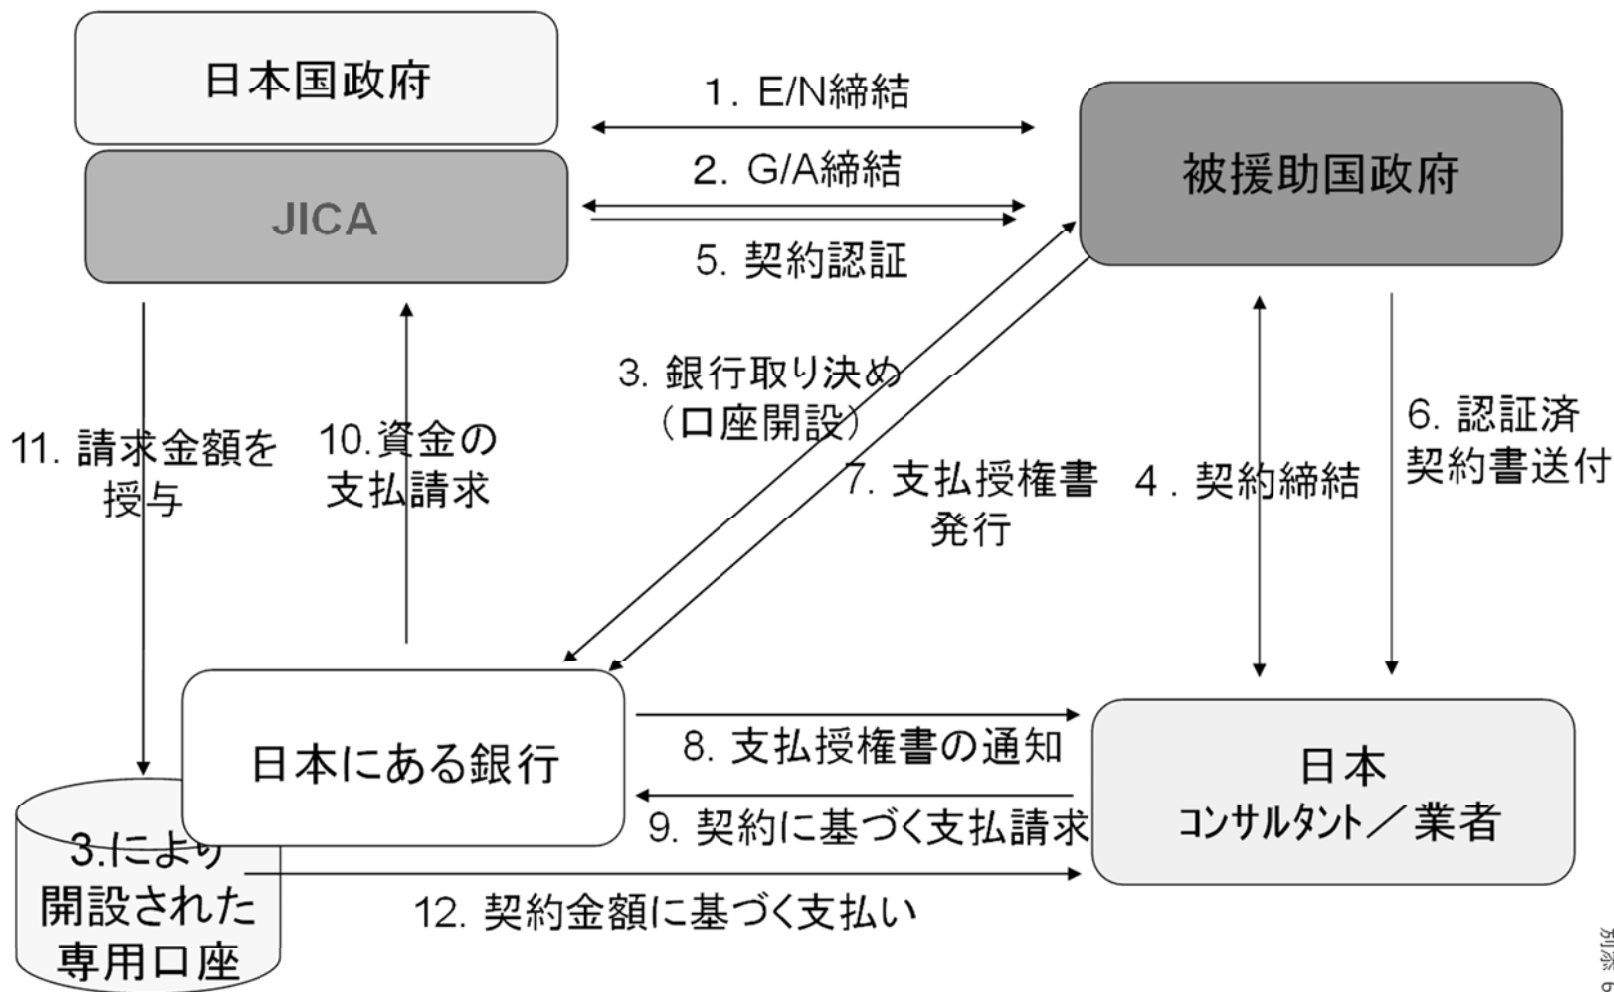 日本国政府
JICA
1. E/N締結
2. G/A締結
5. 契約認証
被援助国政府
3. 銀行取り決め
（口座開設）
7. 支払授権書
発行
4 . 契約締結
6. 認証済
契約書送付
11. 請求金額を
授与
10.資金の
支払請求
日本にある銀行
8. 支払授権書の通知
9. 契約に基づく支払請求
日本
コンサルタント／業者
3.により
開設された
専用口座
12. 契約金額に基づく支払い
別添 6